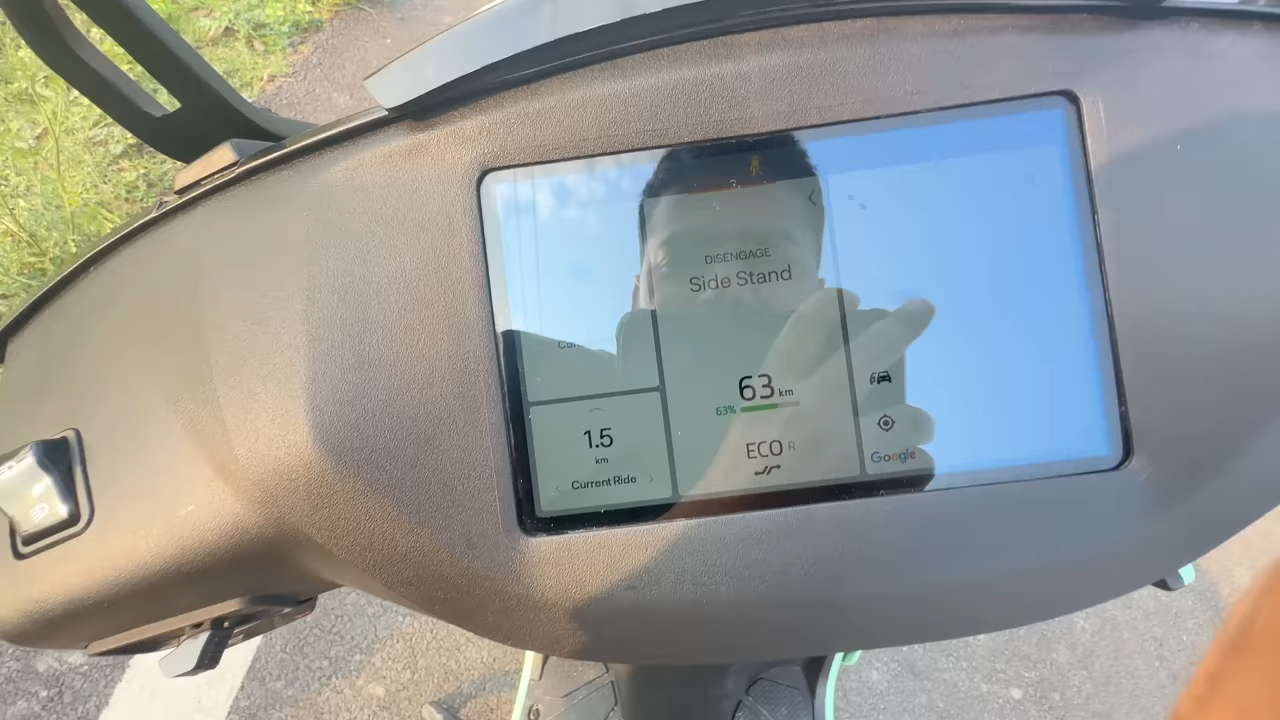 DISENGAGE
Side Stand
63 km
63%
ECO R
1.5
km
Current Ride
Google